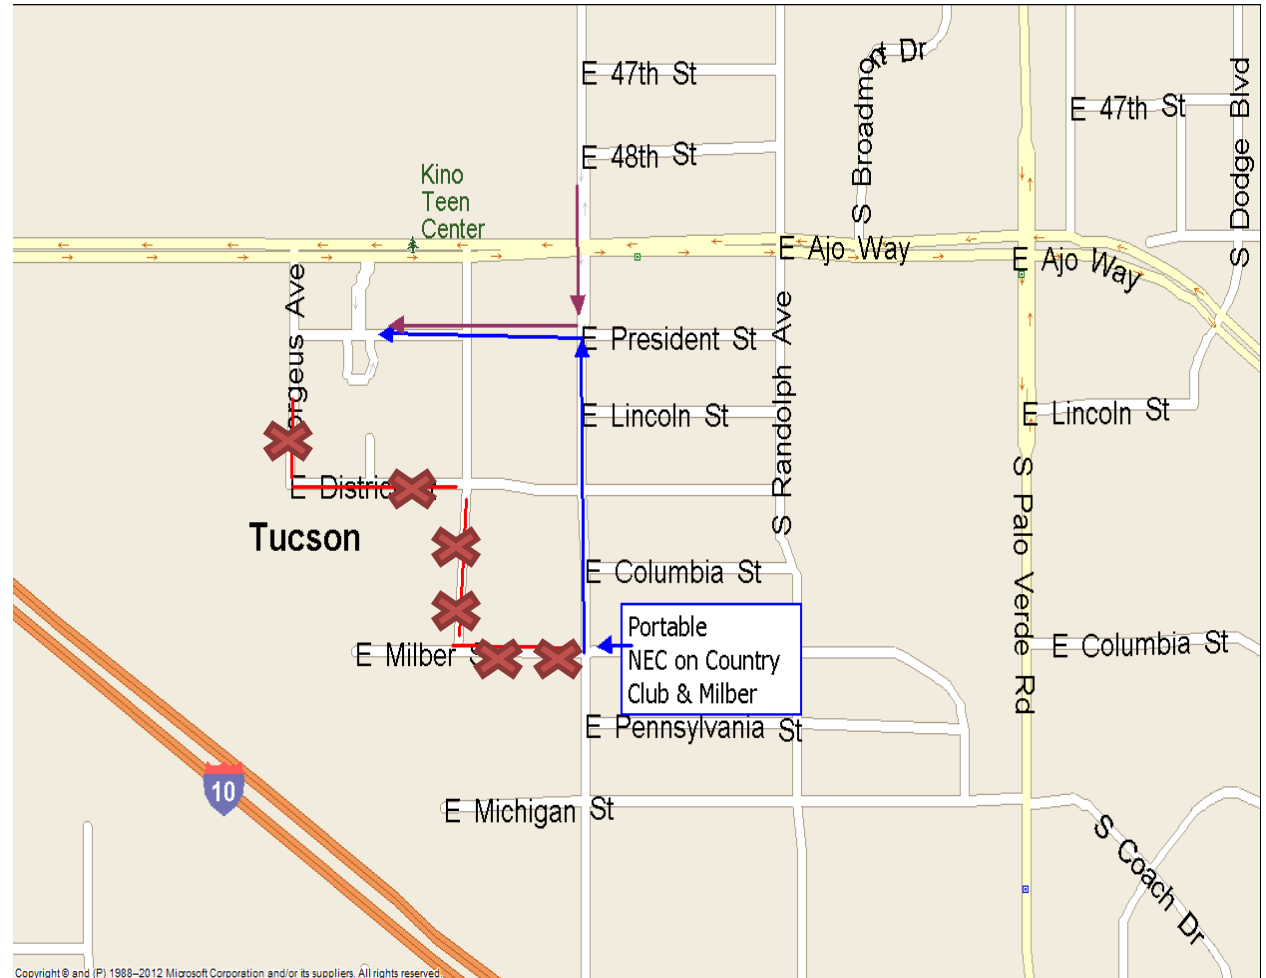 E 47th St
E 48th St
S Broadmont Dr
E 47th St
S Dodge Blvd
Kino
Teen
Center
E Ajo Way
E Ajo Way
orgeus Ave
E President St
S Randolph Ave
E Lincoln St
E Lincoln St
E Distric
Tucson
S Palo Verde Rd
E Columbia St
Portable
NEC on Country
Club & Milber
E Milber
E Columbia St
E Pennsylvania St
10
E Michigan St
S Coach Dr
Copyright © and (P) 1988–2012 Microsoft Corporation and/or its suppliers. All rights reserved.